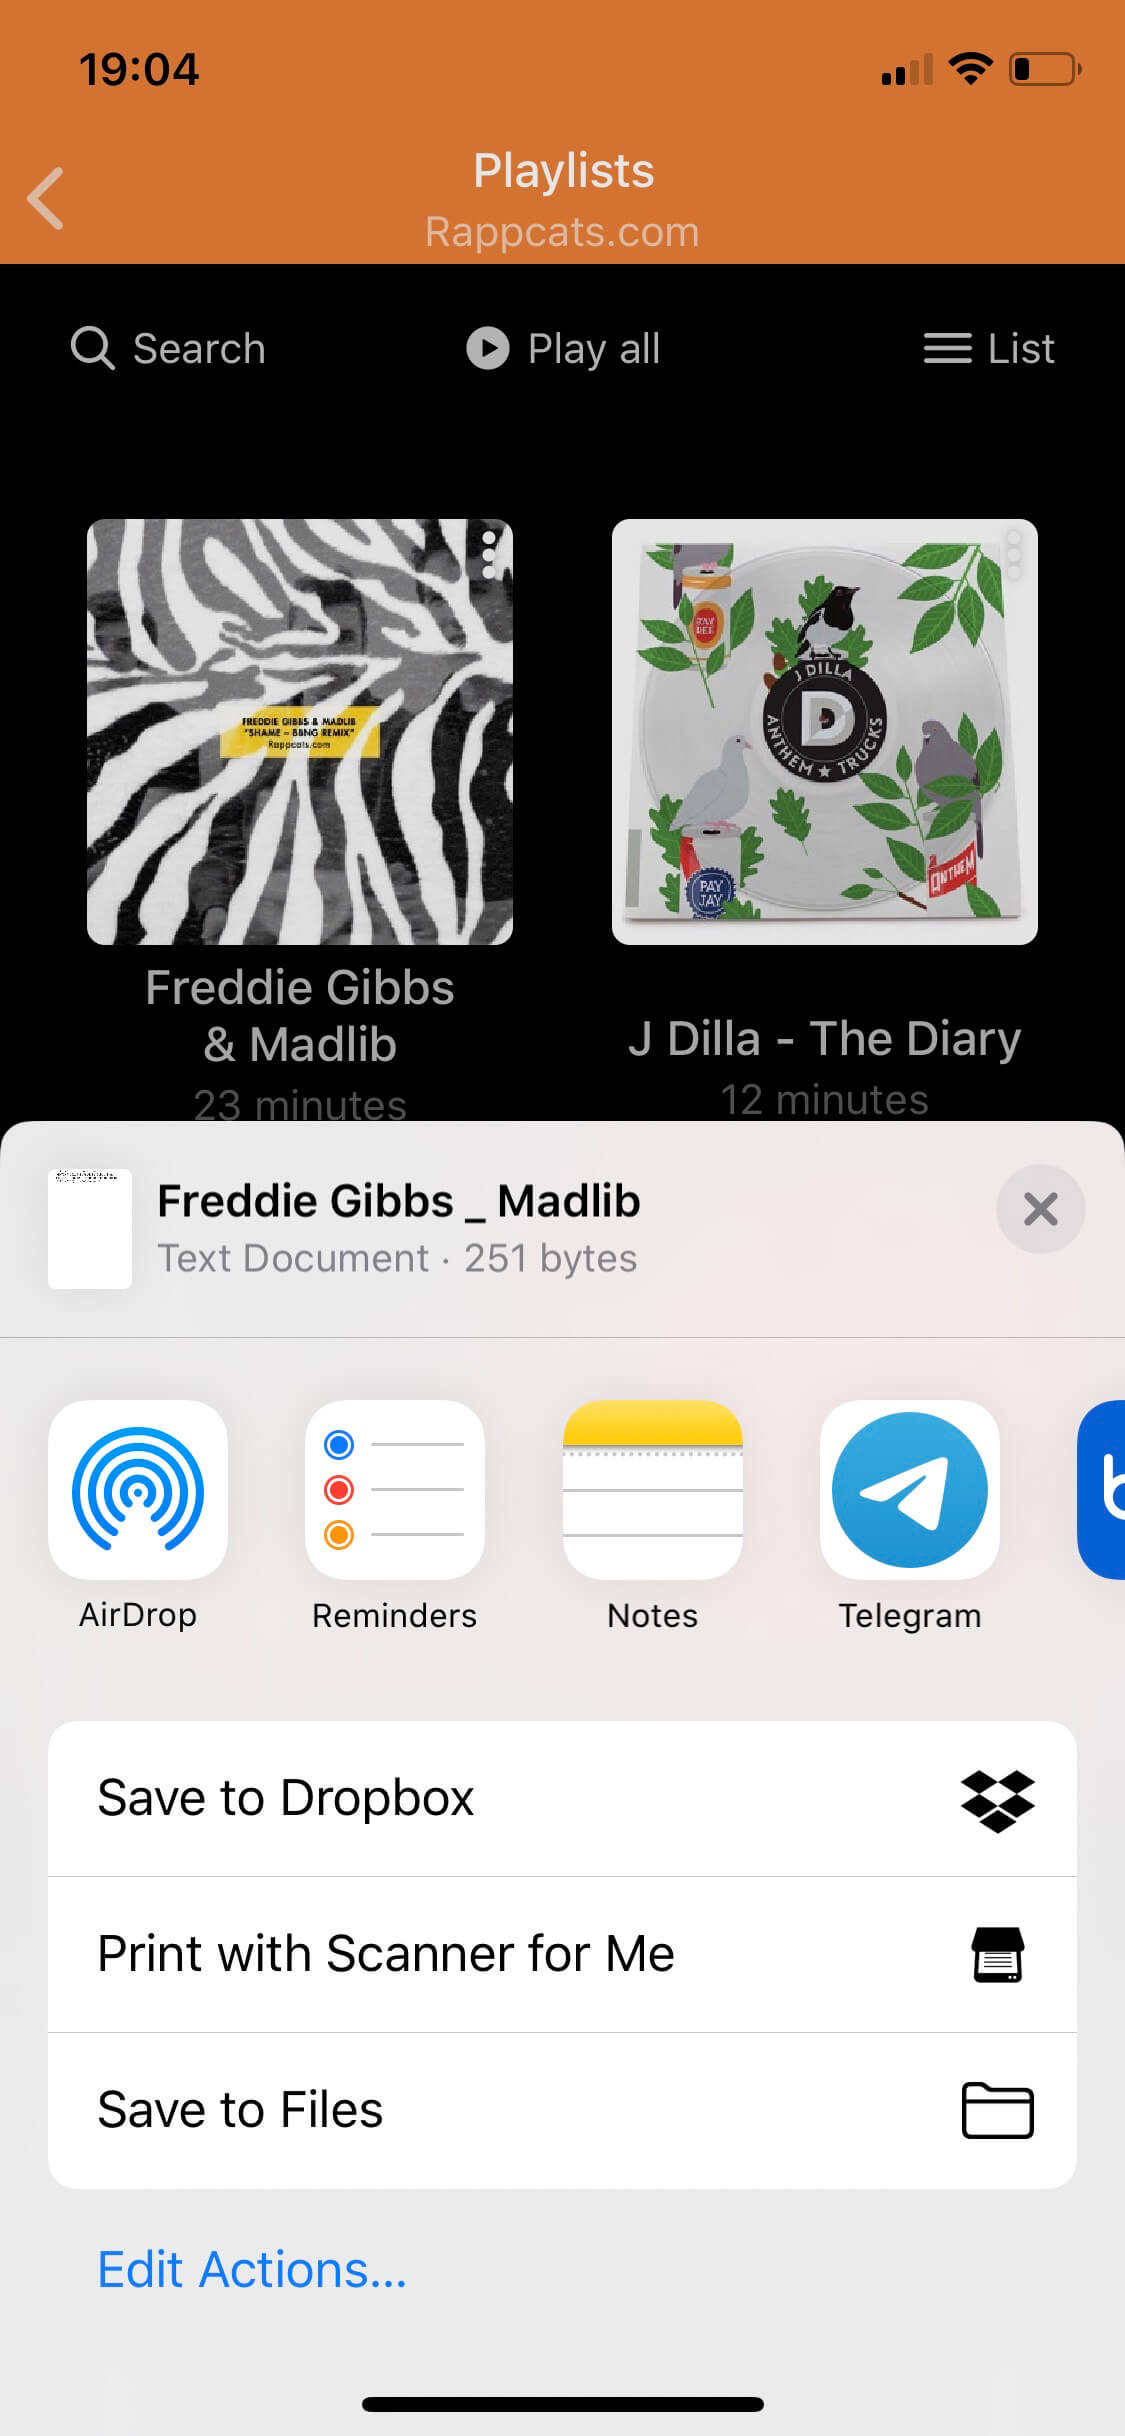 19:04
Playlists
Rappcats.com
Search
Play all
List
FREDDIE GIBBS & MADLIB
"SHAME – BBNG REMIX"
Rappcats.com
JAY
DEE
J DILLA
D
ANTHEM ★ TRUCKS
PAY
JAY
ANTHEM
Freddie Gibbs
& Madlib
23 minutes
J Dilla - The Diary
12 minutes
Freddie Gibbs _ Madlib
Text Document · 251 bytes
AirDrop
Reminders
Notes
Telegram
Save to Dropbox
Print with Scanner for Me
Save to Files
Edit Actions...